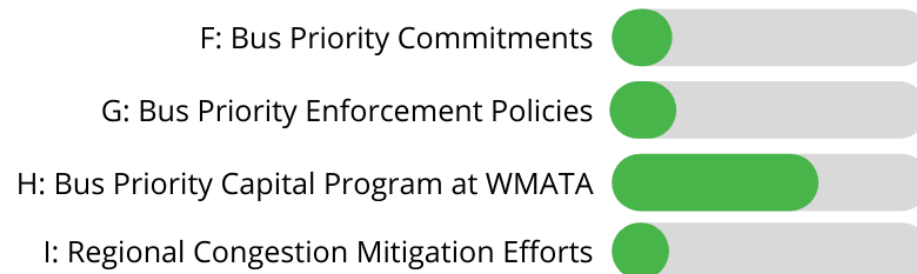 F: Bus Priority Commitments
G: Bus Priority Enforcement Policies
H: Bus Priority Capital Program at WMATA
I: Regional Congestion Mitigation Efforts